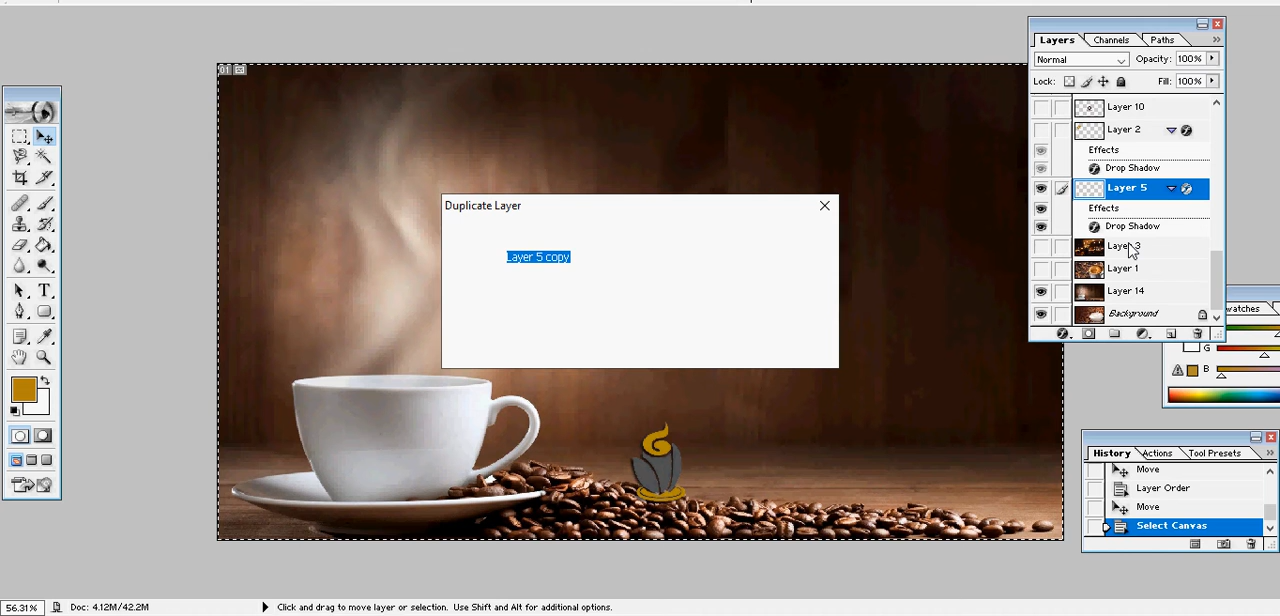 01
Duplicate Layer
Layer 5 copy
Layers
Channels
Paths
Normal
Opacity: 100%
Lock:
Fill: 100%
Layer 10
Layer 2
Effects
Drop Shadow
Layer 5
Effects
Drop Shadow
Layer 3
Layer 1
Layer 14
Background
watches
G
B
History
Actions
Tool Presets
Move
Layer Order
Move
Select Canvas
56.31%
Doc: 4.12M/42.2M
Click and drag to move layer or selection. Use Shift and Alt for additional options.